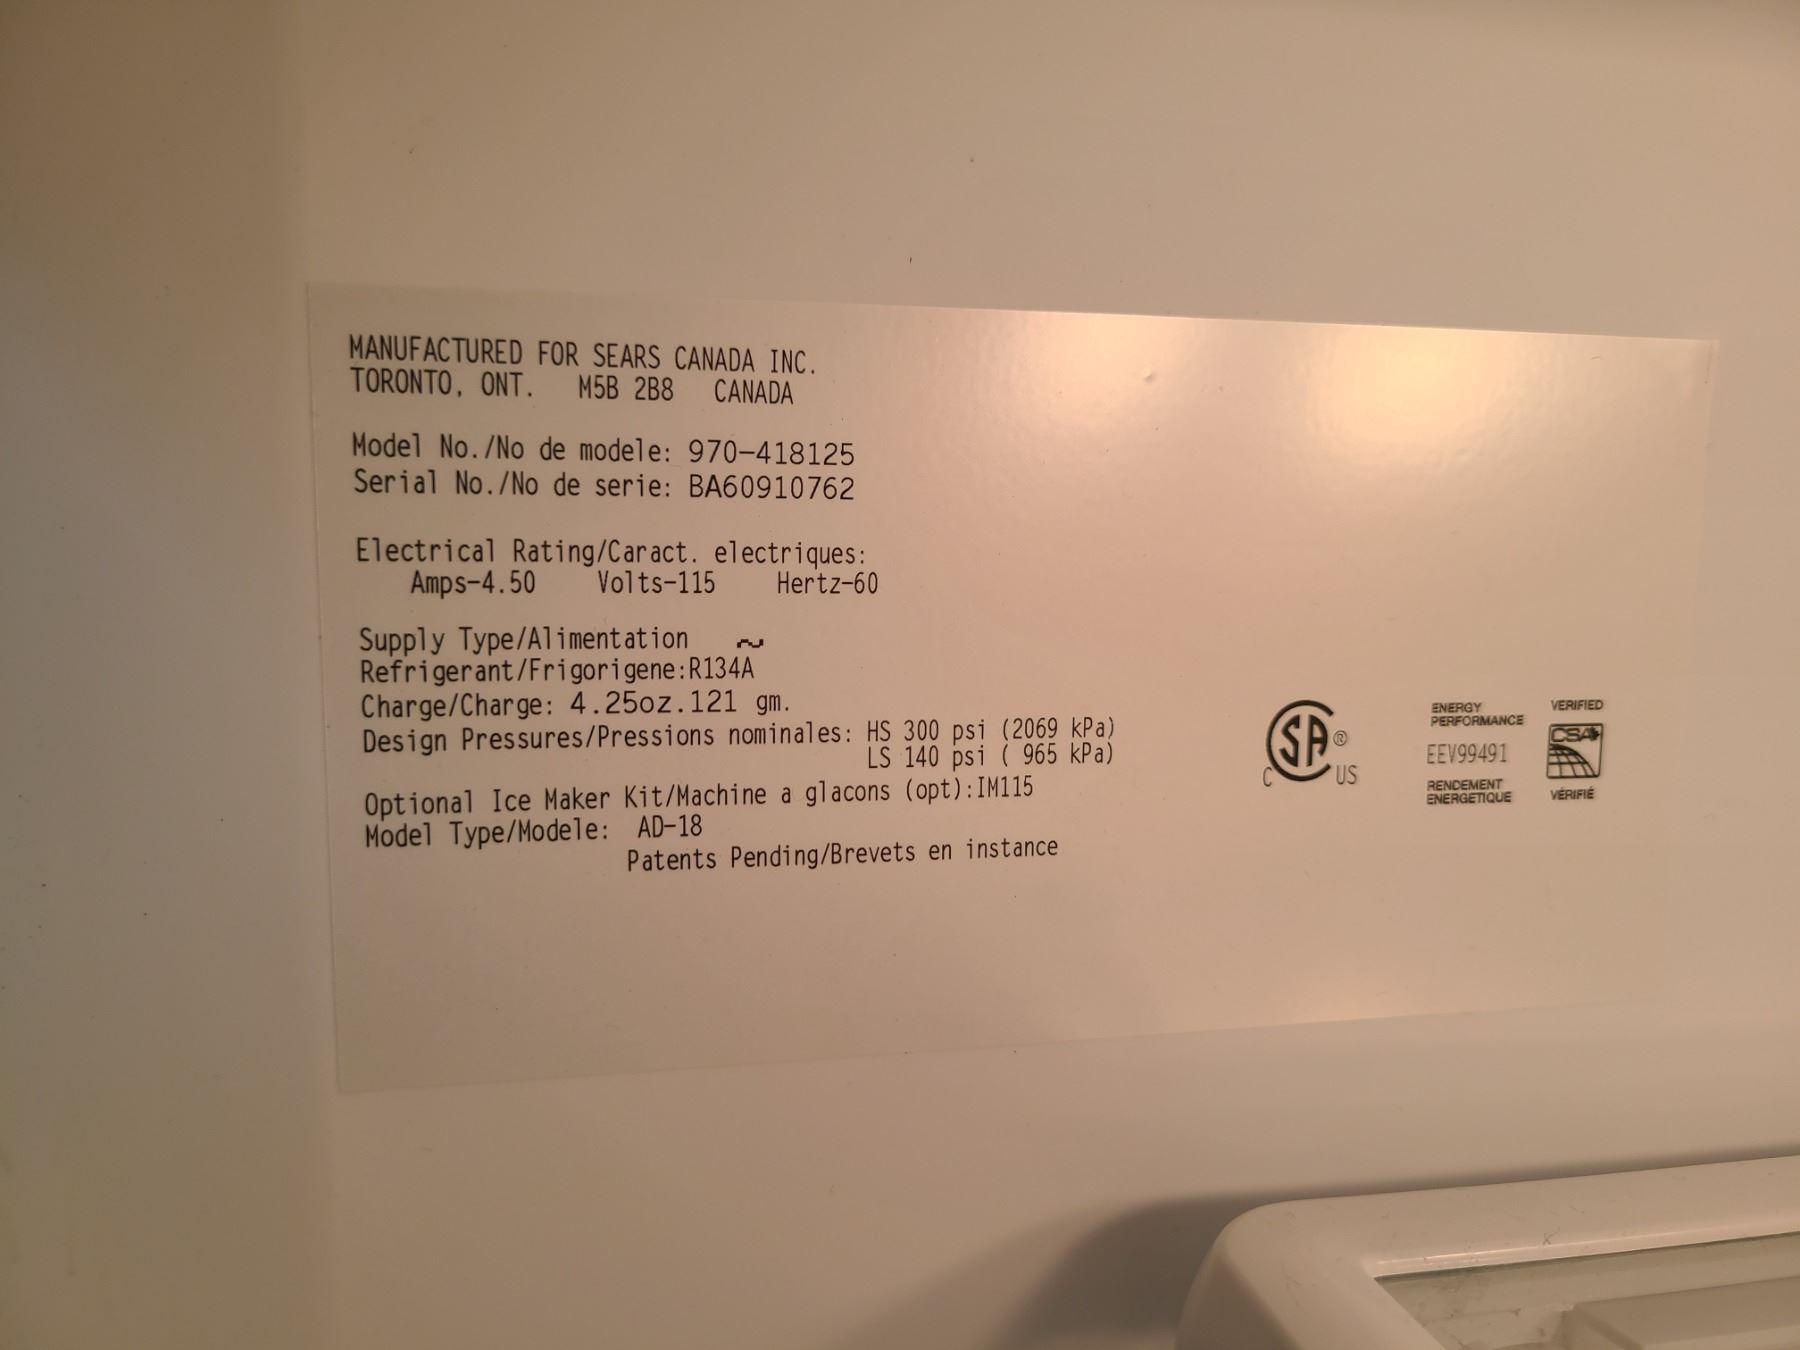 MANUFACTURED FOR SEARS CANADA INC.
TORONTO, ONT. M5B 2B8 CANADA
Model No./No de modele: 970-418125
Serial No./No de serie: BA60910762
Electrical Rating/Caract. electriques:
Amps-4.50 Volts-115 Hertz-60
Supply Type/Alimentation ~
Refrigerant/Frigorigene:R134A
Charge/Charge: 4.25oz.121 gm.
Design Pressures/Pressions nominales: HS 300 psi (2069 kPa)
LS 140 psi ( 965 kPa)
Optional Ice Maker Kit/Machine a glacons (opt):IM115
Model Type/Modele: AD-18
Patents Pending/Brevets en instance
C SA ® US
ENERGY
PERFORMANCE
EEV99491
RENDEMENT
ENERGETIQUE
VERIFIED
CSA
VÉRIFIÉ